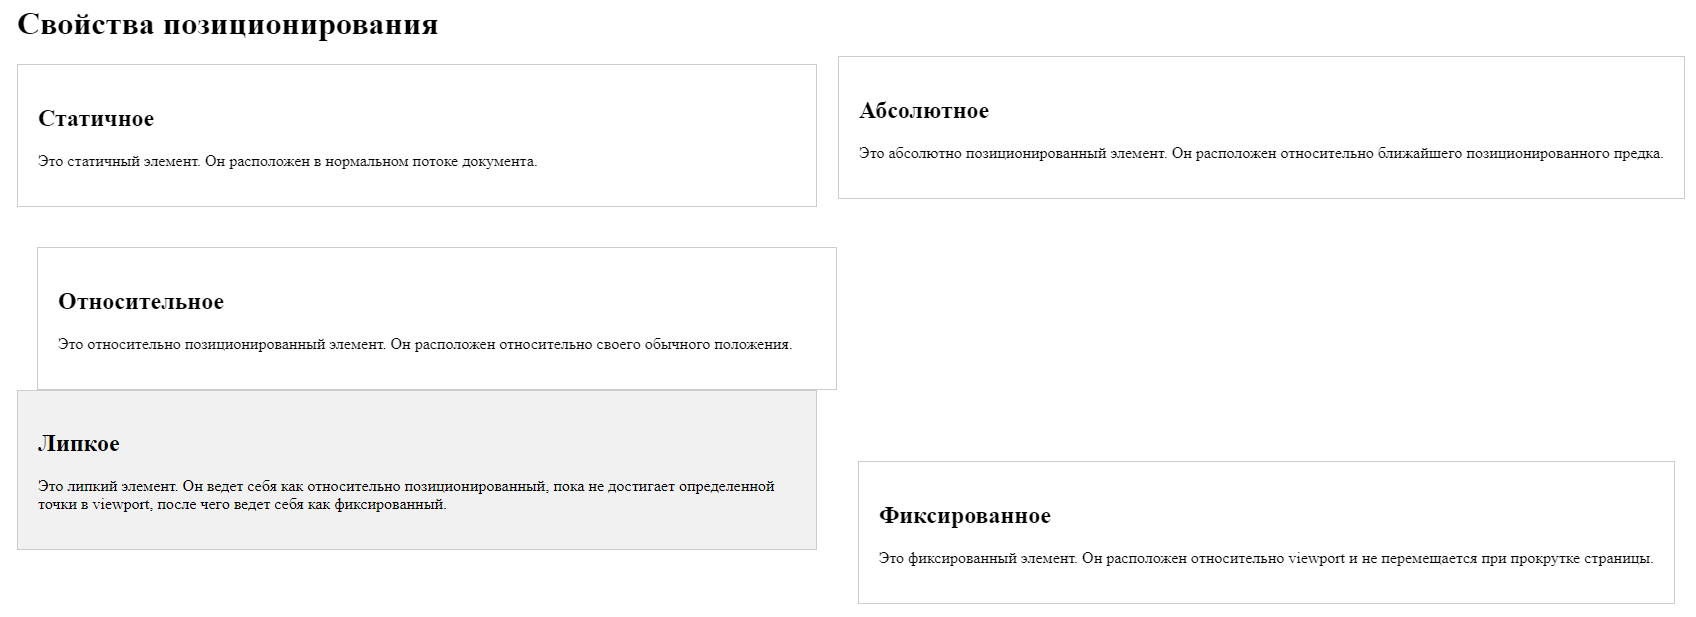 Свойства позиционирования
Статичное
Это статичный элемент. Он расположен в нормальном потоке документа.
Абсолютное
Это абсолютно позиционированный элемент. Он расположен относительно ближайшего позиционированного предка.
Относительное
Это относительно позиционированный элемент. Он расположен относительно своего обычного положения.
Липкое
Это липкий элемент. Он ведет себя как относительно позиционированный, пока не достигает определенной
точки в viewport, после чего ведет себя как фиксированный.
Фиксированное
Это фиксированный элемент. Он расположен относительно viewport и не перемещается при прокрутке страницы.